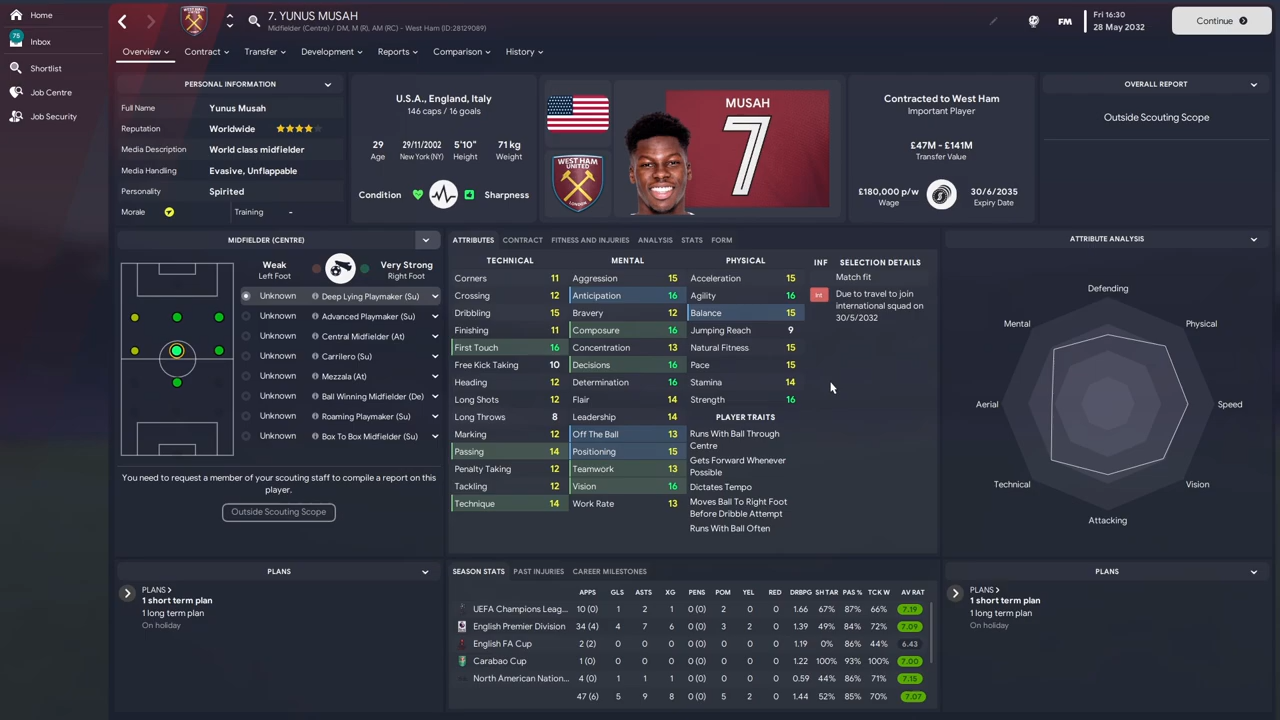 Home
75
Inbox
Shortlist
Job Centre
Job Security
7. YUNUS MUSAH
Midfielder (Centre) / DM, M (R), AM (RC) - West Ham (ID:28129089)
FM
Fri 16:30
28 May 2032
Continue
Overview
Contract
Transfer
Development
Reports
Comparison
History
PERSONAL INFORMATION
Full Name Yunus Musah
Reputation Worldwide
Media Description World class midfielder
Media Handling Evasive, Unflappable
Personality Spirited
Morale Training -
U.S.A., England, Italy
146 caps / 16 goals
29 29/11/2002 5'10" 71 kg
Age New York (NY) Height Weight
Condition Sharpness
WEST HAM
UNITED
LONDON
MUSAH
7
Contracted to West Ham
Important Player
£47M - £141M
Transfer Value
£180,000 p/w 30/6/2035
Wage Expiry Date
OVERALL REPORT
Outside Scouting Scope
MIDFIELDER (CENTRE)
Weak Very Strong
Left Foot Right Foot
Unknown Deep Lying Playmaker (Su)
Unknown Advanced Playmaker (Su)
Unknown Central Midfielder (At)
Unknown Carrilero (Su)
Unknown Mezzala (At)
Unknown Ball Winning Midfielder (De)
Unknown Roaming Playmaker (Su)
Unknown Box To Box Midfielder (Su)
You need to request a member of your scouting staff to compile a report on this
player.
Outside Scouting Scope
ATTRIBUTES CONTRACT FITNESS AND INJURIES ANALYSIS STATS FORM
TECHNICAL MENTAL PHYSICAL INF SELECTION DETAILS
Corners 11 Aggression 15 Acceleration 15 Match fit
Crossing 12 Anticipation 16 Agility 16 Int Due to travel to join
international squad on
30/5/2032
Dribbling 15 Bravery 12 Balance 15
Finishing 11 Composure 16 Jumping Reach 9
First Touch 16 Concentration 13 Natural Fitness 15
Free Kick Taking 10 Decisions 16 Pace 15
Heading 12 Determination 16 Stamina 14
Long Shots 12 Flair 14 Strength 16
Long Throws 8 Leadership 14 PLAYER TRAITS
Marking 12 Off The Ball 13 Runs With Ball Through
Centre
Passing 14 Positioning 15 Gets Forward Whenever
Possible
Penalty Taking 12 Teamwork 13
Tackling 12 Vision 16 Dictates Tempo
Technique 14 Work Rate 13 Moves Ball To Right Foot
Before Dribble Attempt
Runs With Ball Often
ATTRIBUTE ANALYSIS
Defending
Mental Physical
Aerial Speed
Technical Vision
Attacking
PLANS
PLANS
1 short term plan
1 long term plan
On holiday
SEASON STATS PAST INJURIES CAREER MILESTONES
APPS GLS ASTS XG PENS POM YEL RED DRBPG SH TAR PAS % TCK W AV RAT
UEFA Champions Leag... 10 (0) 1 2 1 0 (0) 2 0 0 1.66 67% 87% 66% 7.19
English Premier Division 34 (4) 4 7 6 0 (0) 3 2 0 1.39 49% 84% 72% 7.09
English FA Cup 2 (2) 0 0 0 0 (0) 0 0 0 1.19 0% 86% 44% 6.43
Carabao Cup 1 (0) 0 0 0 0 (0) 0 0 0 1.22 100% 93% 100% 7.00
North American Nation... 4 (0) 0 1 1 0 (0) 0 0 0 0.59 44% 86% 71% 7.15
47 (6) 5 9 8 0 (0) 5 2 0 1.44 52% 85% 70% 7.07
PLANS
PLANS
1 short term plan
1 long term plan
On holiday